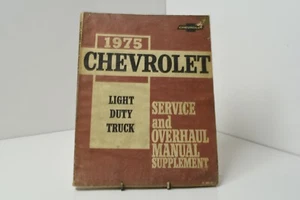 1975
CHEVROLET
LIGHT
DUTY
TRUCK
SERVICE
and
OVERHAUL
MANUAL
SUPPLEMENT